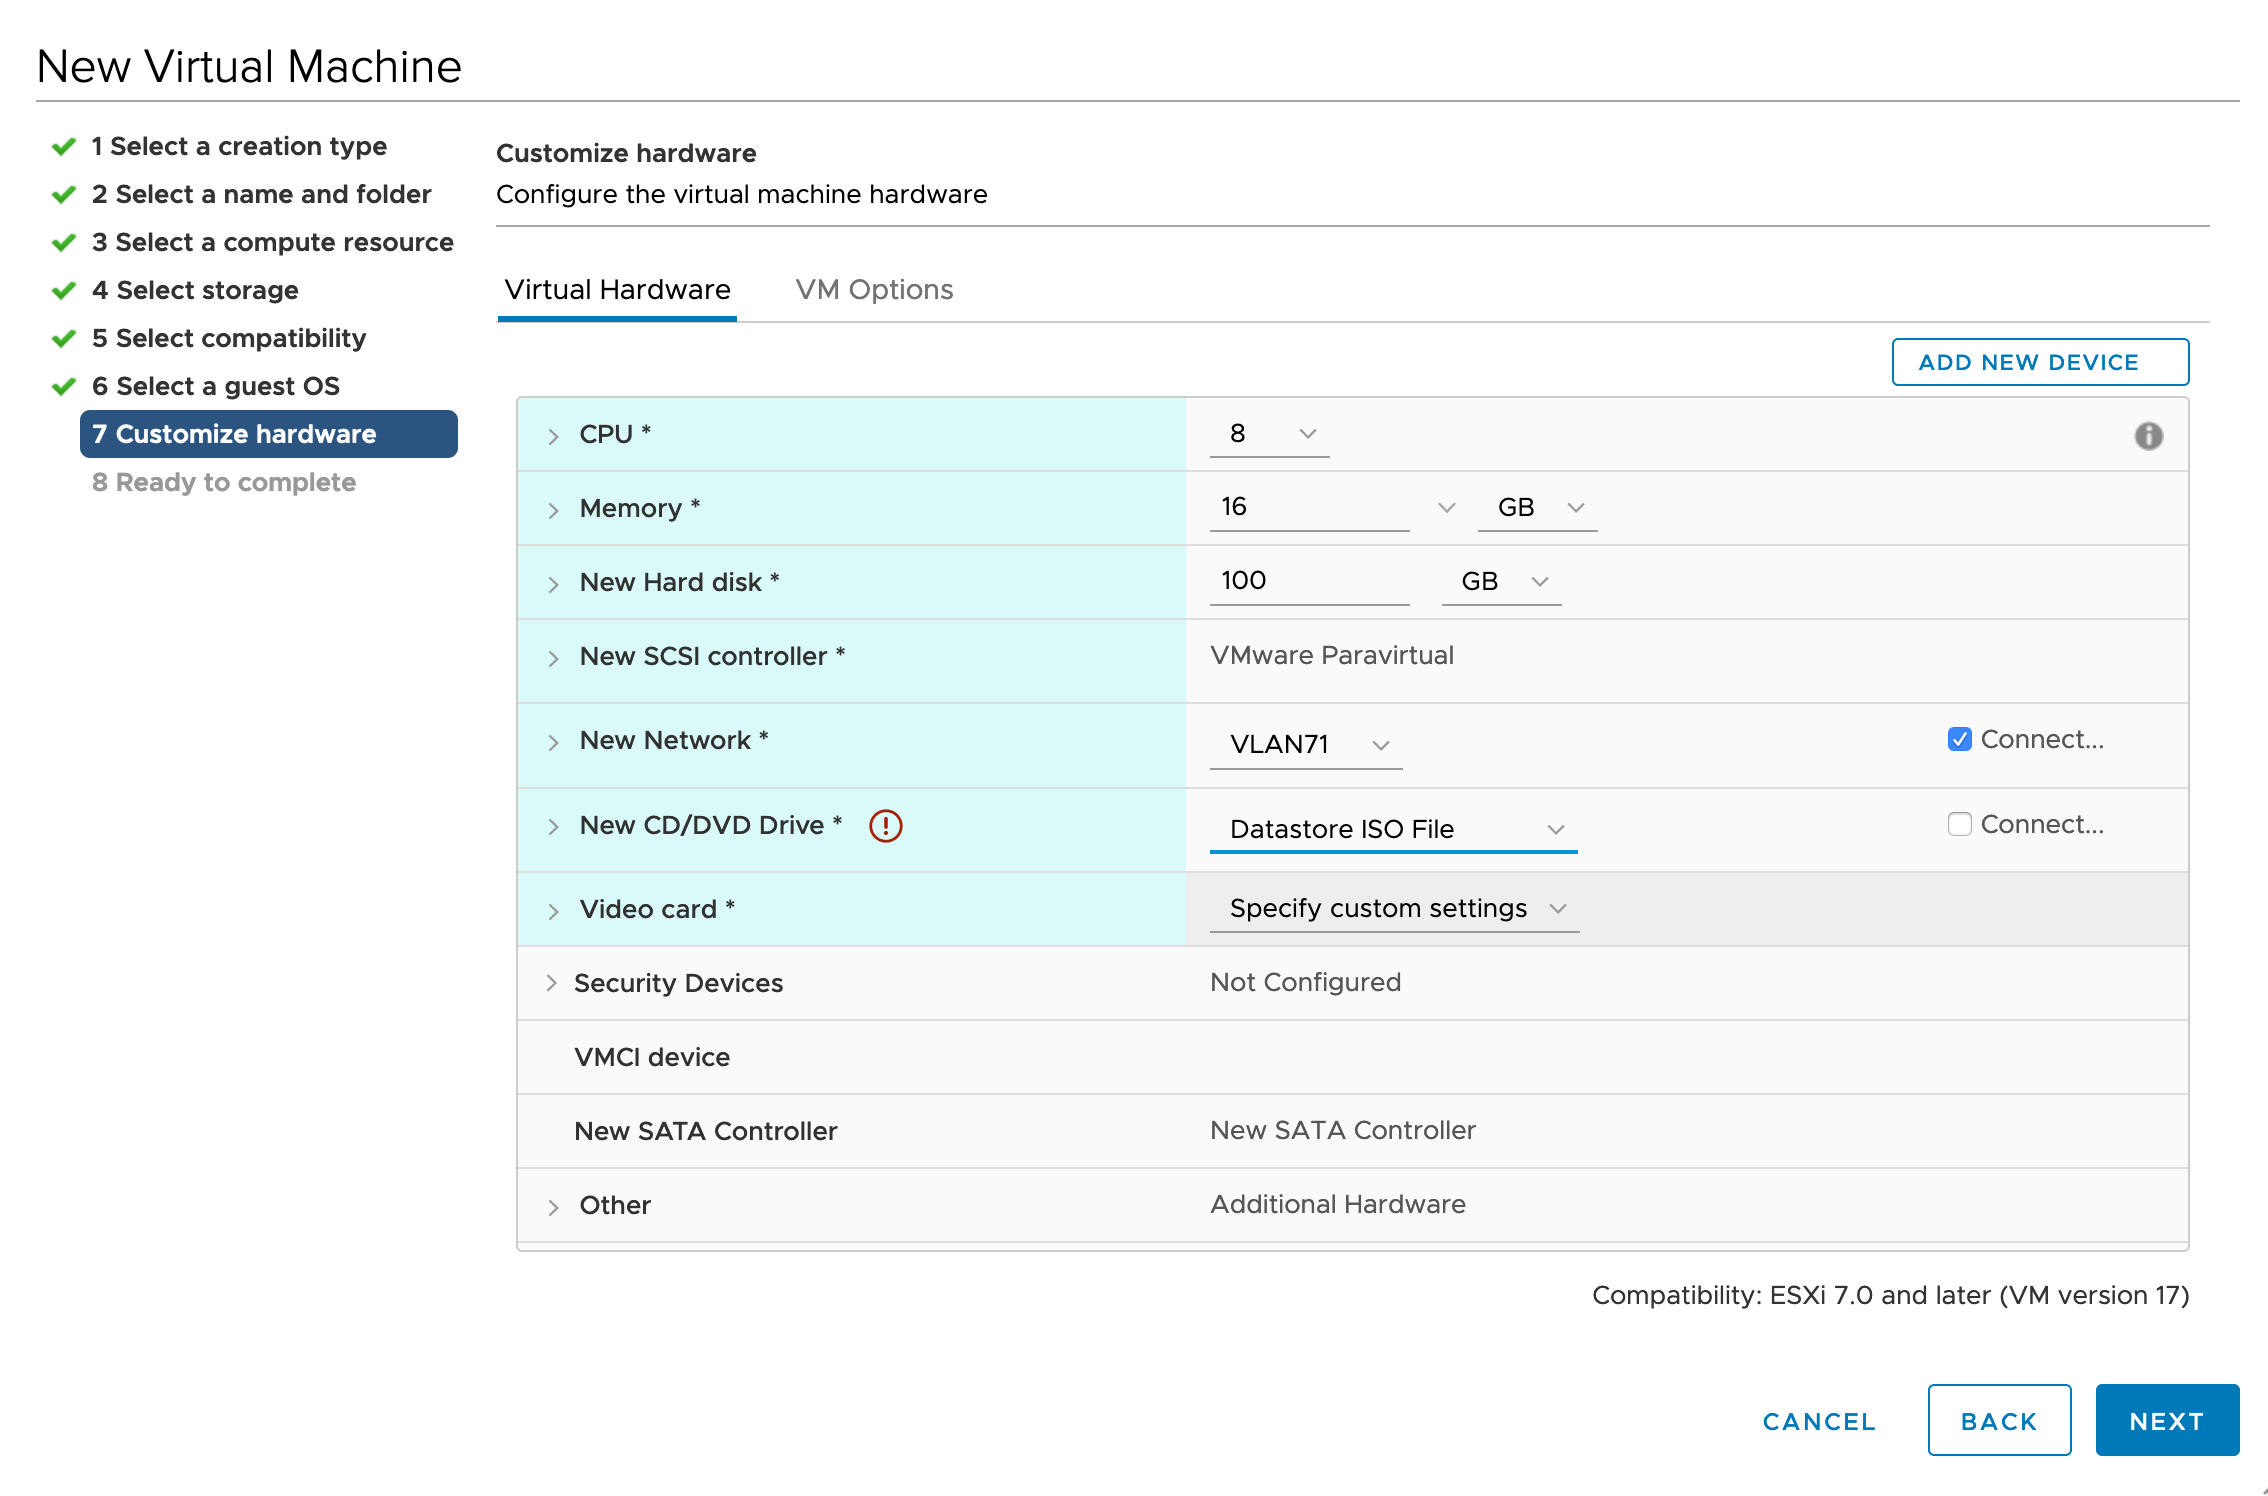 New Virtual Machine
1 Select a creation type
2 Select a name and folder
3 Select a compute resource
4 Select storage
5 Select compatibility
6 Select a guest OS
7 Customize hardware
8 Ready to complete
Customize hardware
Configure the virtual machine hardware
Virtual Hardware VM Options
ADD NEW DEVICE
CPU * 8
Memory * 16 GB
New Hard disk * 100 GB
New SCSI controller * VMware Paravirtual
New Network * VLAN71 Connect...
New CD/DVD Drive * Datastore ISO File Connect...
Video card * Specify custom settings
Security Devices Not Configured
VMCI device
New SATA Controller New SATA Controller
Other Additional Hardware
Compatibility: ESXi 7.0 and later (VM version 17)
CANCEL BACK NEXT